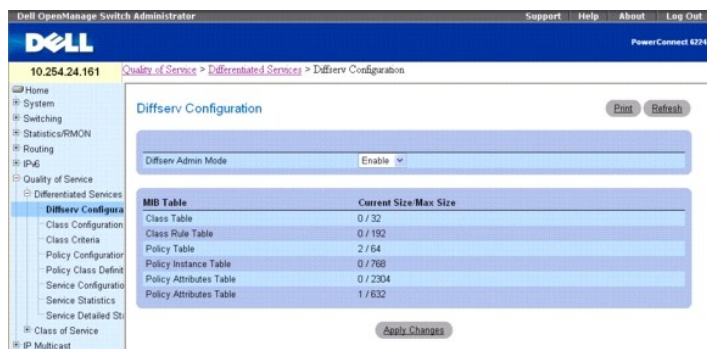 Dell OpenManage Switch Administrator
Support Help About Log Out
DELL
PowerConnect 6224
10.254.24.161
Quality of Service > Differentiated Services > Diffserv Configuration
Home
System
Switching
Statistics/RMON
Routing
IPv6
Quality of Service
Differentiated Services
Diffserv Configura
Class Configuration
Class Criteria
Policy Configuration
Policy Class Definit
Service Configuratio
Service Statistics
Service Detailed Sta
Class of Service
IP Multicast
Diffserv Configuration
Print Refresh
Diffserv Admin Mode Enable
MIB Table Current Size/Max Size
Class Table 0 / 32
Class Rule Table 0 / 192
Policy Table 2 / 64
Policy Instance Table 0 / 768
Policy Attributes Table 0 / 2304
Policy Attributes Table 1 / 632
Apply Changes